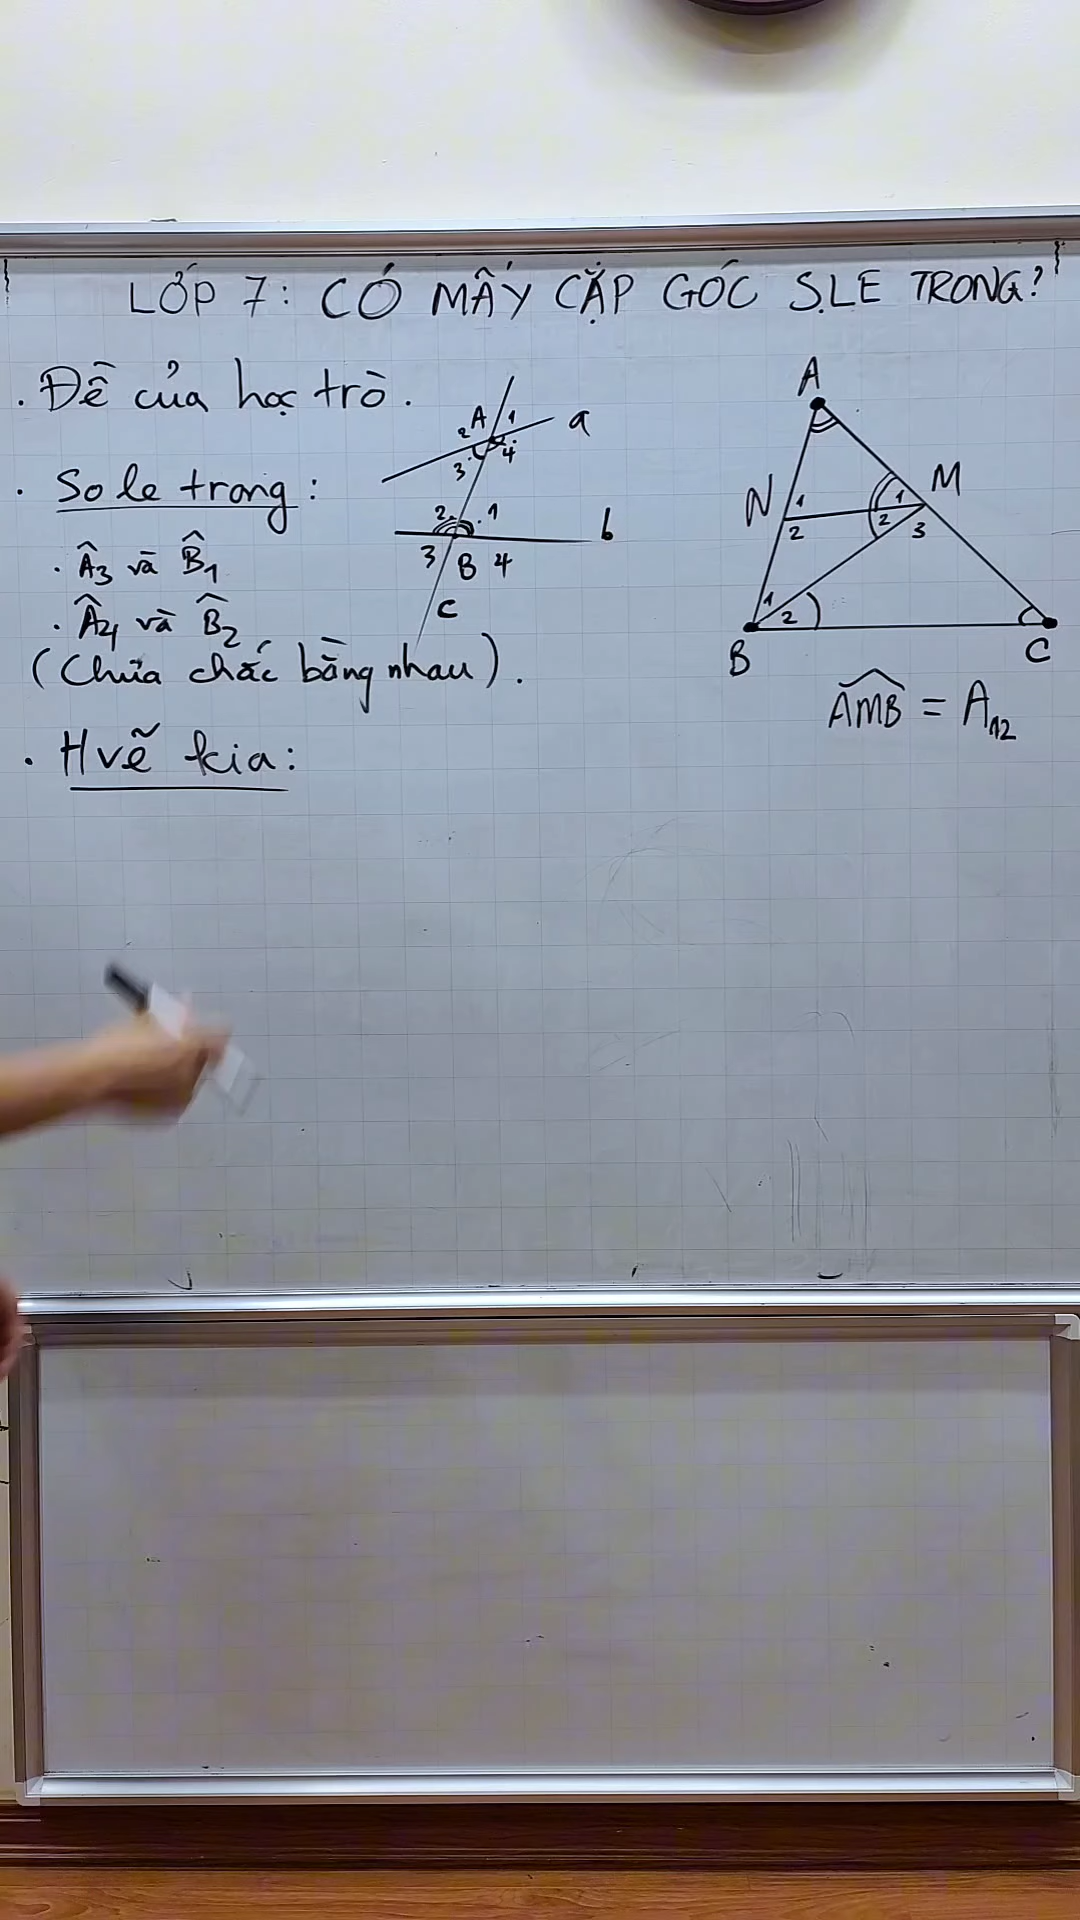 LỚP 7: CÓ MẤY CẶP GÓC S.L.E TRONG?
. Đề của học trò.
. So le trong:
. Â3 và B̂1
. Â4 và B̂2
(Chưa chắc bằng nhau).
. H vẽ kia:
2 A 1 a
3 4
2 1 b
3 B 4
C
A
N 1 1 M
2 2 3
1 2
B C
AMB = A12